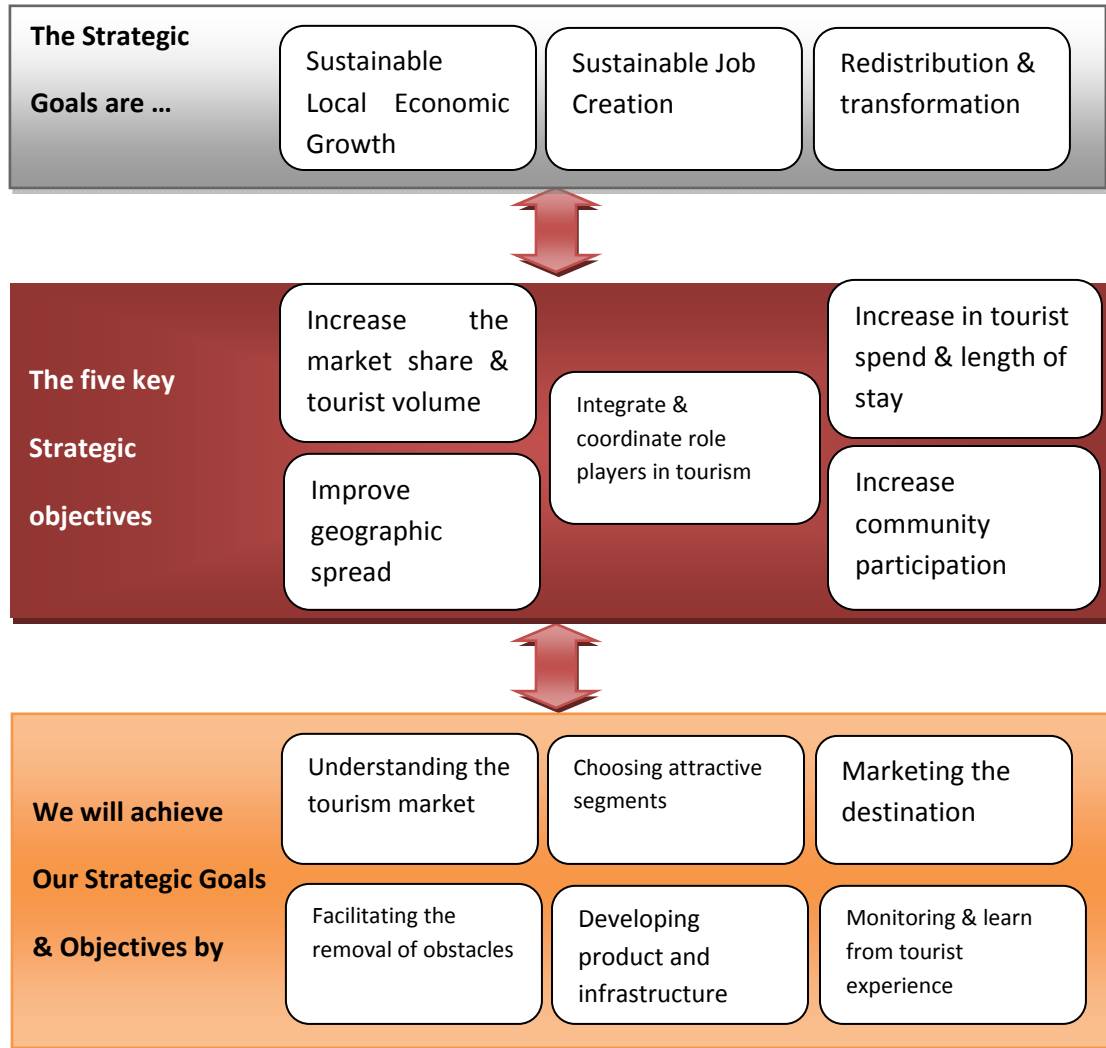 The Strategic
Goals are …
Sustainable
Local Economic
Growth
Sustainable Job
Creation
Redistribution &
transformation
The five key
Strategic
objectives
Increase the
market share &
tourist volume
Improve
geographic
spread
Integrate &
coordinate role
players in tourism
Increase in tourist
spend & length of
stay
Increase
community
participation
We will achieve
Our Strategic Goals
& Objectives by
Understanding the
tourism market
Choosing attractive
segments
Marketing the
destination
Facilitating the
removal of obstacles
Developing
product and
infrastructure
Monitoring & learn
from tourist
experience